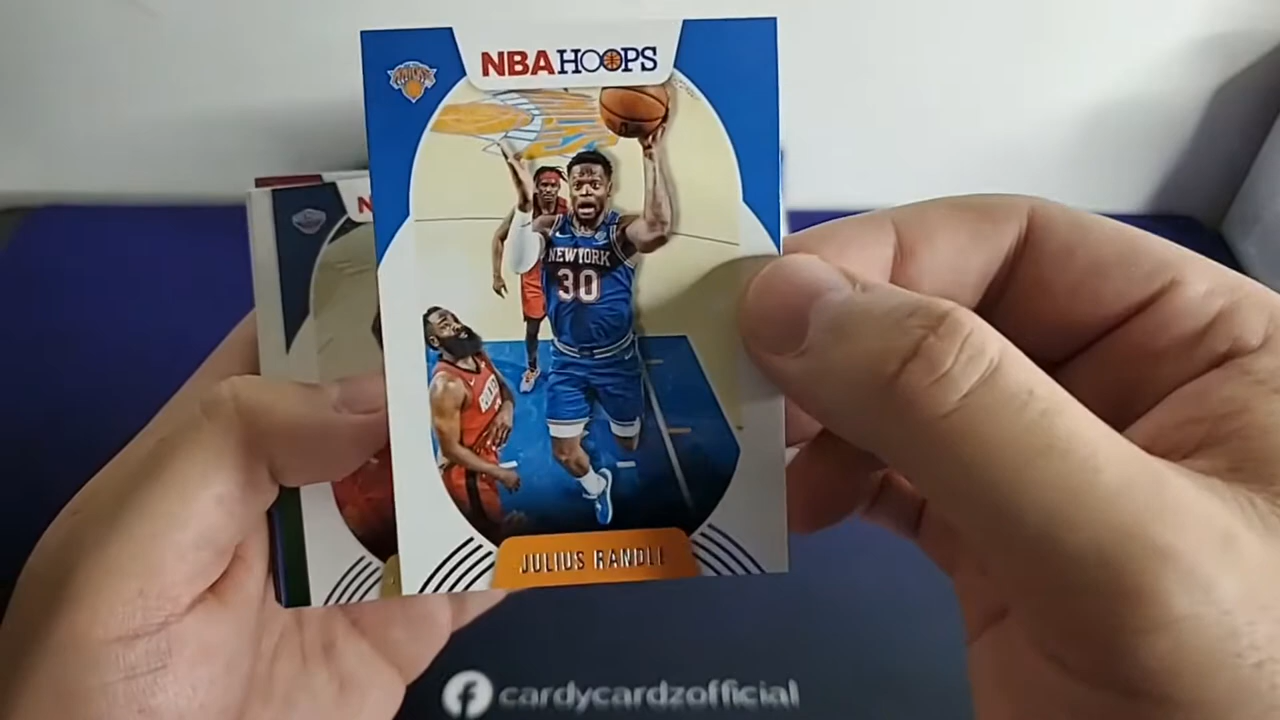 NBA HOOPS
NEW YORK
30
JULIUS RANDLE
cardycardzofficial